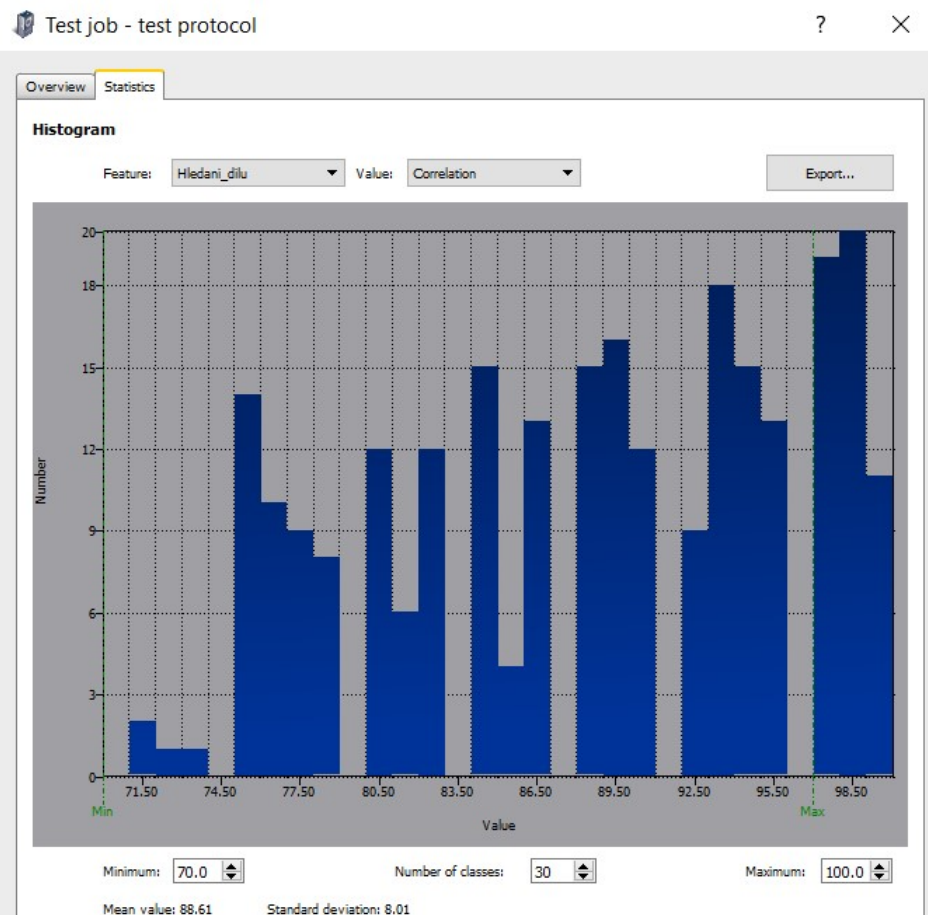 Test job - test protocol ?
Overview Statistics
Histogram
Feature: Hledani_dilu Value: Correlation Export...
20
18
15
12
9
6
3
0
Number
71.50 74.50 77.50 80.50 83.50 86.50 89.50 92.50 95.50 98.50
Min Max
Value
Minimum: 70.0 Number of classes: 30 Maximum: 100.0
Mean value: 88.61 Standard deviation: 8.01